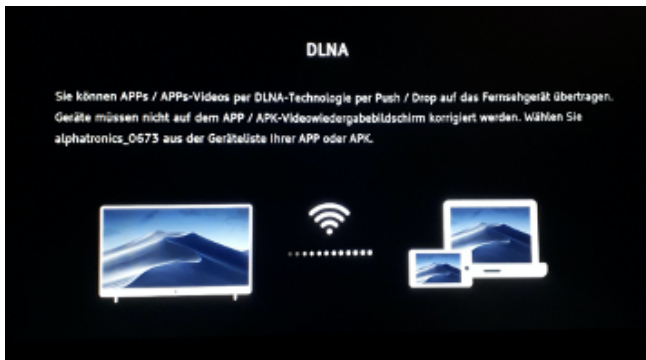 DLNA
Sie können APPs / APPs-Videos per DLNA-Technologie per Push / Drop auf das Fernsehgerät übertragen.
Geräte müssen nicht auf dem APP / APK-Videowiedergabebildschirm korrigiert werden. Wählen Sie
alphatronics_0673 aus der Geräteliste Ihrer APP oder APK.